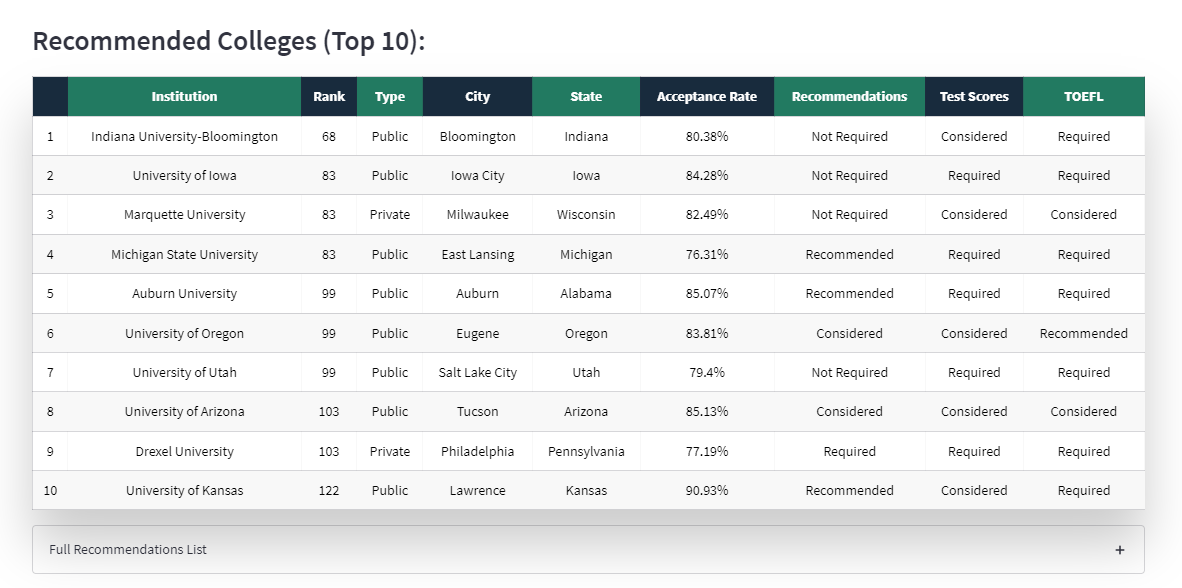 Recommended Colleges (Top 10):
Institution Rank Type City State Acceptance Rate Recommendations Test Scores TOEFL
1 Indiana University-Bloomington 68 Public Bloomington Indiana 80.38% Not Required Considered Required
2 University of Iowa 83 Public Iowa City Iowa 84.28% Not Required Required Required
3 Marquette University 83 Private Milwaukee Wisconsin 82.49% Not Required Considered Considered
4 Michigan State University 83 Public East Lansing Michigan 76.31% Recommended Required Required
5 Auburn University 99 Public Auburn Alabama 85.07% Recommended Required Required
6 University of Oregon 99 Public Eugene Oregon 83.81% Considered Considered Recommended
7 University of Utah 99 Public Salt Lake City Utah 79.4% Not Required Required Required
8 University of Arizona 103 Public Tucson Arizona 85.13% Considered Considered Considered
9 Drexel University 103 Private Philadelphia Pennsylvania 77.19% Required Required Required
10 University of Kansas 122 Public Lawrence Kansas 90.93% Recommended Considered Required
Full Recommendations List +